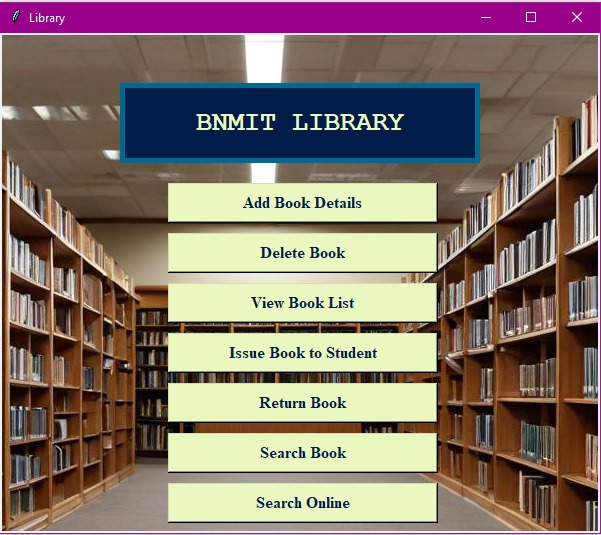 Library
BNMIT LIBRARY
Add Book Details
Delete Book
View Book List
Issue Book to Student
Return Book
Search Book
Search Online